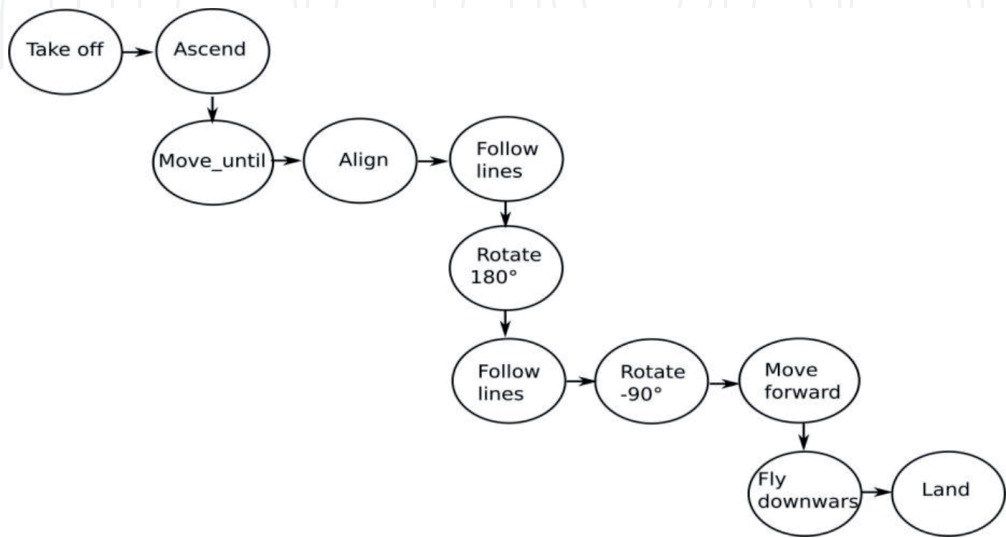 Take off
Ascend
Move_until
Align
Follow
lines
Rotate
180°
Follow
lines
Rotate
-90°
Move
forward
Fly
downwars
Land